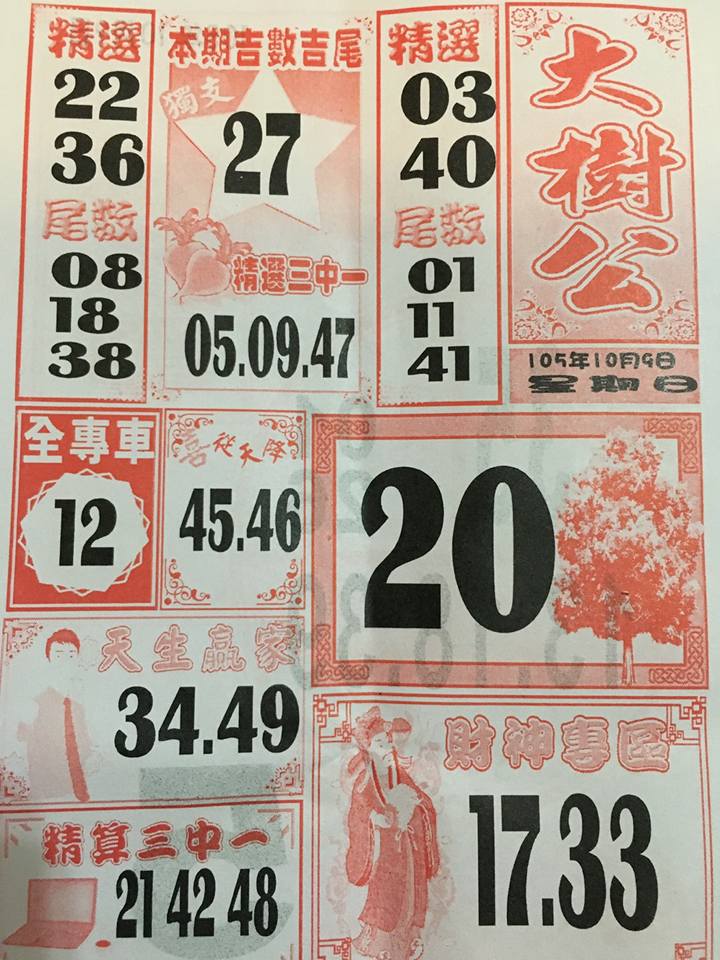 精選
22
36
尾数
08
18
38
本期吉數吉尾
獨支
27
精選三中一
05.09.47
精選
03
40
尾数
01
11
41
大樹公
105年10月9日
星期日
全專車
12
喜從天降
45.46
20
天生贏家
34.49
財神專區
17.33
精算三中一
21 42 48